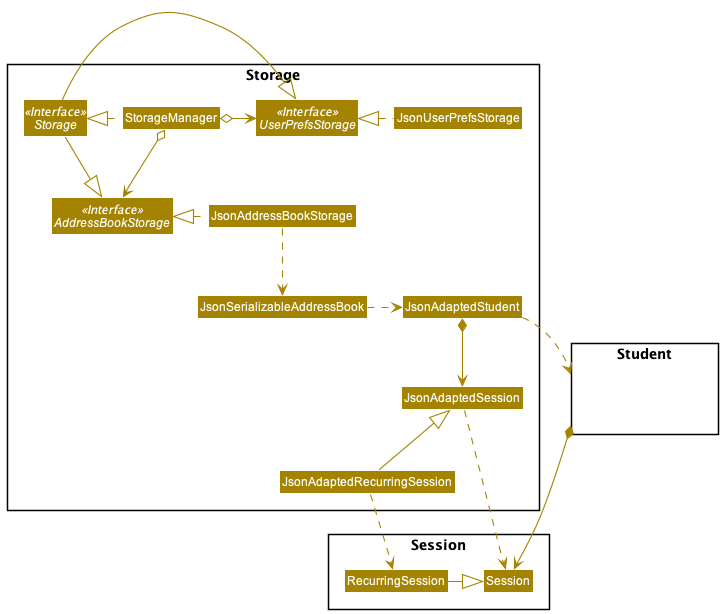 Storage
«Interface»
Storage
StorageManager
«Interface»
UserPrefsStorage
JsonUserPrefsStorage
«Interface»
AddressBookStorage
JsonAddressBookStorage
JsonSerializableAddressBook
JsonAdaptedStudent
Student
JsonAdaptedSession
JsonAdaptedRecurringSession
Session
RecurringSession
Session